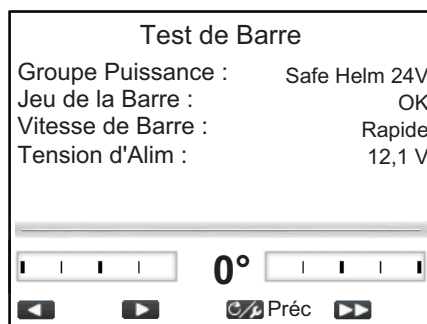 Test de Barre
Groupe Puissance : Safe Helm 24V
Jeu de la Barre : OK
Vitesse de Barre : Rapide
Tension d'Alim : 12,1 V
0°
Préc